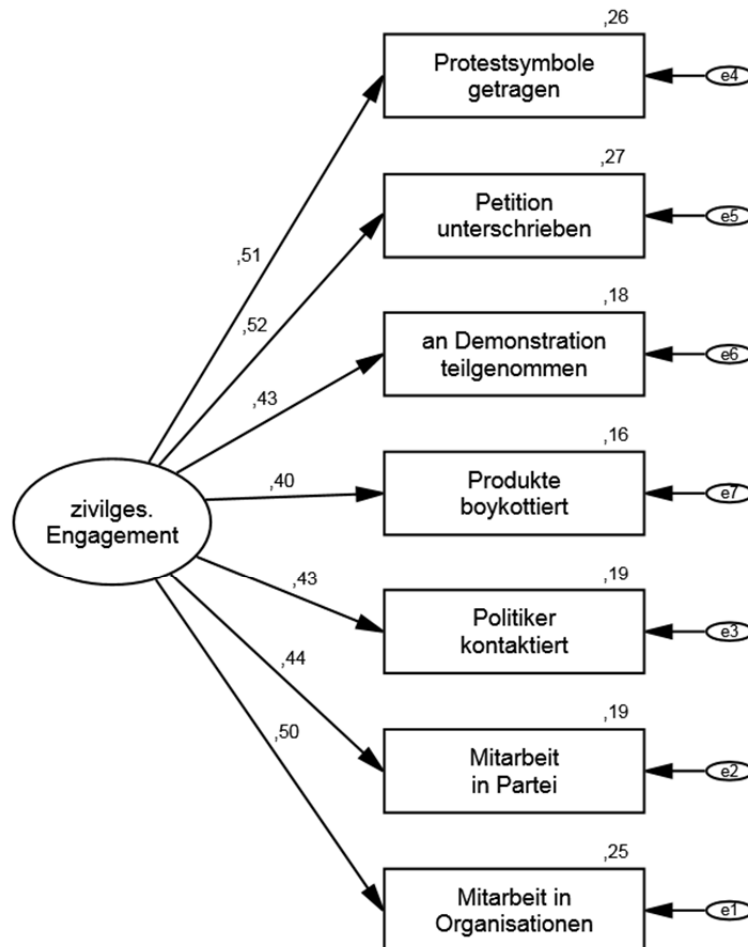 ,26
Protestsymbole
getragen
e4
,27
Petition
unterschrieben
e5
,51
,52
,18
an Demonstration
teilgenommen
e6
,43
,16
Produkte
boykottiert
e7
,40
zivilges.
Engagement
,43
,19
Politiker
kontaktiert
e3
,44
,19
Mitarbeit
in Partei
e2
,50
,25
Mitarbeit in
Organisationen
e1